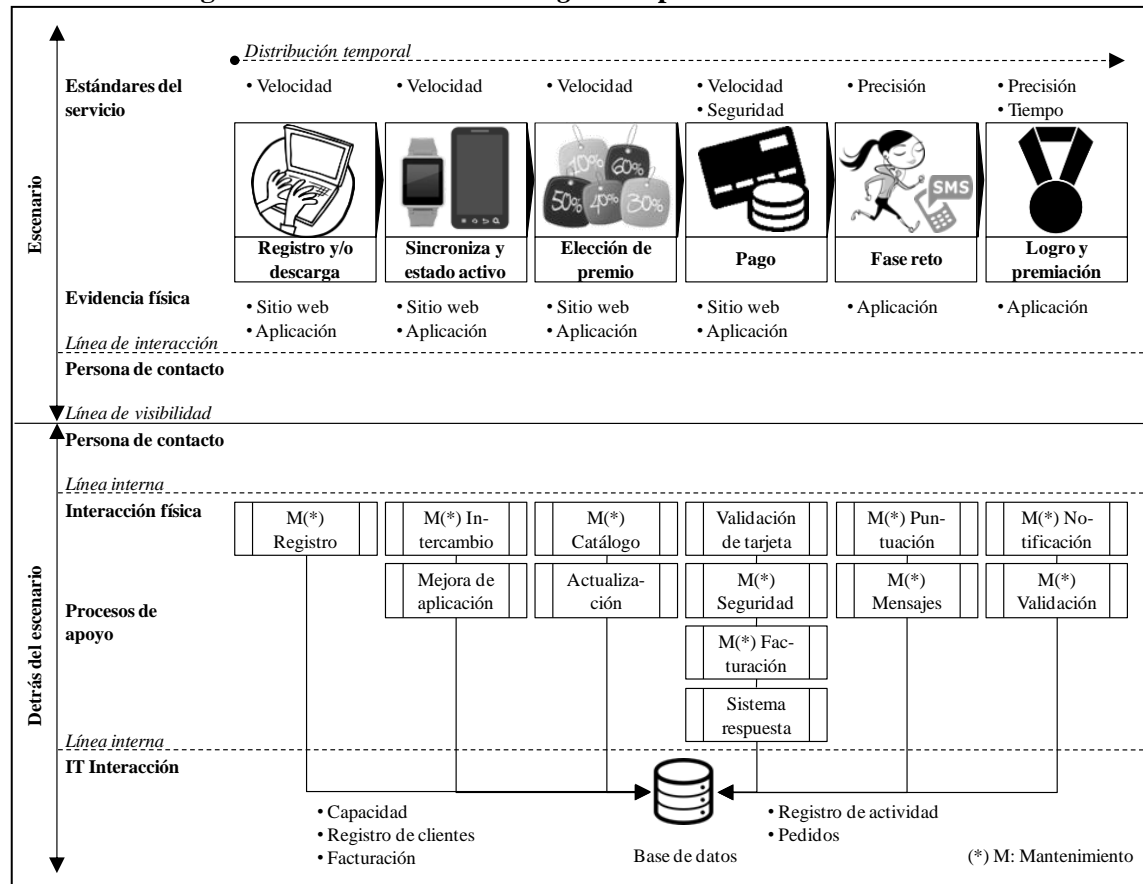 Distribución temporal
Estándares del
servicio
• Velocidad
• Velocidad
• Velocidad
• Velocidad
• Seguridad
• Precisión
• Precisión
• Tiempo
10%
60%
50%
40%
30%
SMS
Registro y/o
descarga
Sincroniza y
estado activo
Elección de
premio
Pago
Fase reto
Logro y
premiación
Escenario
Evidencia física
• Sitio web
• Aplicación
• Sitio web
• Aplicación
• Sitio web
• Aplicación
• Sitio web
• Aplicación
• Aplicación
• Aplicación
Línea de interacción
Persona de contacto
Línea de visibilidad
Persona de contacto
Línea interna
Interacción física
M(*)
Registro
M(*) In-
tercambio
M(*)
Catálogo
Validación
de tarjeta
M(*) Pun-
tuación
M(*) No-
tificación
Mejora de
aplicación
Actualiza-
ción
M(*)
Seguridad
M(*)
Mensajes
M(*)
Validación
Procesos de
apoyo
M(*) Fac-
turación
Sistema
respuesta
Detrás del escenario
Línea interna
IT Interacción
• Capacidad
• Registro de clientes
• Facturación
Base de datos
• Registro de actividad
• Pedidos
(*) M: Mantenimiento